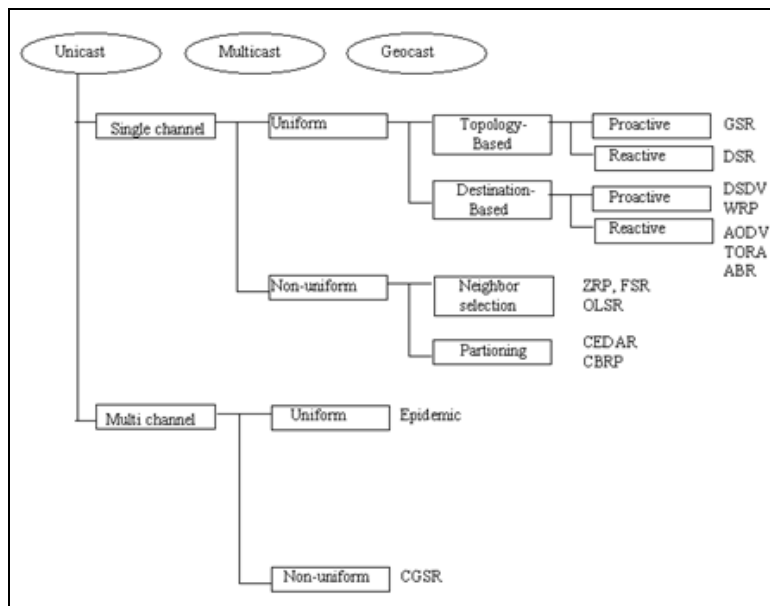 Unicast
Multicast
Geocast
Single channel
Uniform
Topology-
Based
Proactive
GSR
Reactive
DSR
Destination-
Based
Proactive
DSDV
WRP
Reactive
AODV
TORA
ABR
Non-uniform
Neighbor
selection
ZRP, FSR
OLSR
Partioning
CEDAR
CBRP
Multi channel
Uniform
Epidemic
Non-uniform
CGSR